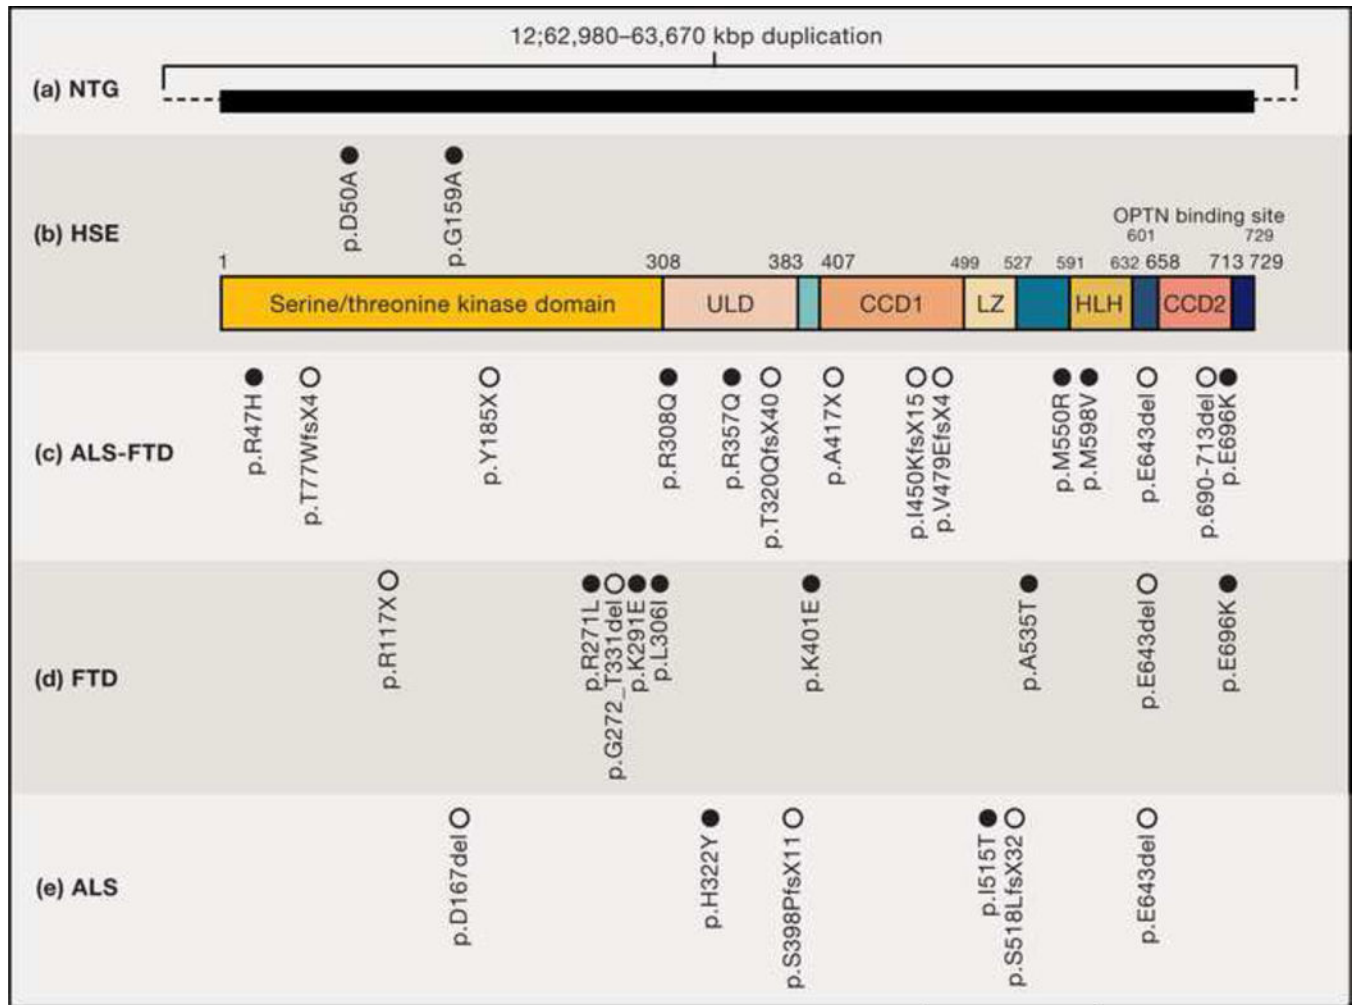 12;62,980–63,670 kbp duplication
(a) NTG
p.D50A
p.G159A
(b) HSE
OPTN binding site
601 729
1 308 383 407 499 527 591 632 658 713 729
Serine/threonine kinase domain ULD CCD1 LZ HLH CCD2
(c) ALS-FTD
p.R47H
p.T77WfsX4
p.Y185X
p.R308Q
p.R357Q
p.T320QfsX40
p.A417X
p.I450KfsX15
p.V479EfsX4
p.M550R
p.M598V
p.E643del
p.690-713del
p.E696K
(d) FTD
p.R117X
p.R271L
p.G272_T331del
p.K291E
p.L306I
p.K401E
p.A535T
p.E643del
p.E696K
(e) ALS
p.D167del
p.H322Y
p.S398PfsX11
p.I515T
p.S518LfsX32
p.E643del